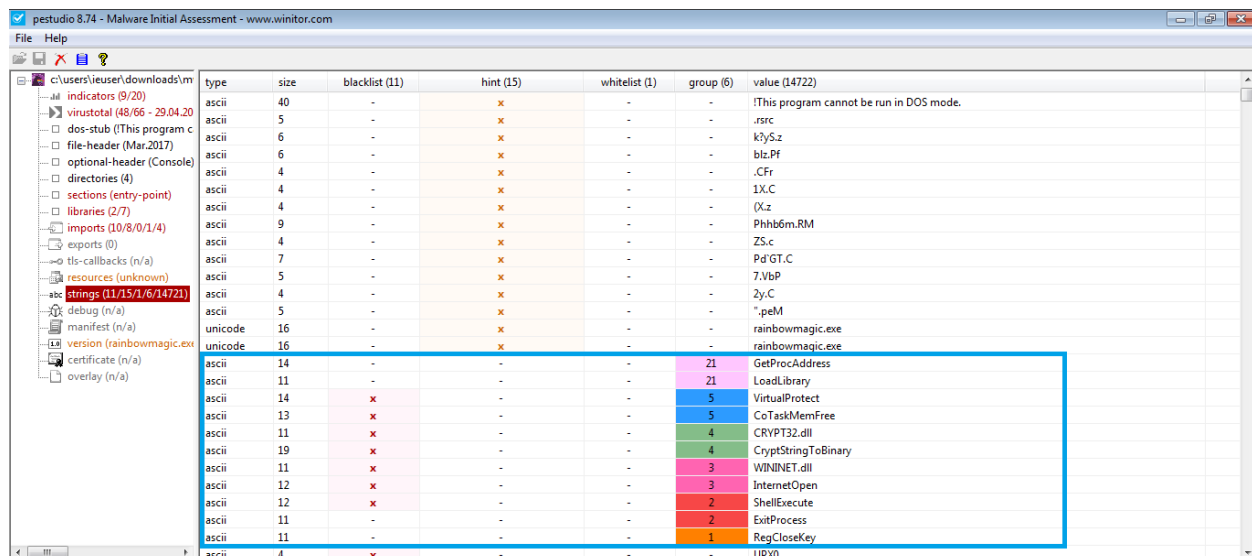 pestudio 8.74 - Malware Initial Assessment - www.winitor.com
File Help
c:\users\ieuser\downloads\m
indicators (9/20)
virustotal (48/66 - 29.04.20
dos-stub (!This program c
file-header (Mar.2017)
optional-header (Console)
directories (4)
sections (entry-point)
libraries (2/7)
imports (10/8/0/1/4)
exports (0)
tls-callbacks (n/a)
resources (unknown)
abc strings (11/15/1/6/14721)
debug (n/a)
manifest (n/a)
1.0 version (rainbowmagic.exe
certificate (n/a)
overlay (n/a)
type size blacklist (11) hint (15) whitelist (1) group (6) value (14722)
ascii 40 - x - - !This program cannot be run in DOS mode.
ascii 5 - x - - .rsrc
ascii 6 - x - - k?yS.z
ascii 6 - x - - blz.Pf
ascii 4 - x - - .CFr
ascii 4 - x - - 1X.C
ascii 4 - x - - (X.z
ascii 9 - x - - Phhb6m.RM
ascii 4 - x - - ZS.c
ascii 7 - x - - Pd`GT.C
ascii 5 - x - - 7.VbP
ascii 4 - x - - 2y.C
ascii 5 - x - - ".peM
unicode 16 - x - - rainbowmagic.exe
unicode 16 - x - - rainbowmagic.exe
ascii 14 - - - 21 GetProcAddress
ascii 11 - - - 21 LoadLibrary
ascii 14 x - - 5 VirtualProtect
ascii 13 x - - 5 CoTaskMemFree
ascii 11 x - - 4 CRYPT32.dll
ascii 19 x - - 4 CryptStringToBinary
ascii 11 x - - 3 WININET.dll
ascii 12 x - - 3 InternetOpen
ascii 12 x - - 2 ShellExecute
ascii 11 - - - 2 ExitProcess
ascii 11 - - - 1 RegCloseKey
ascii 4 x - - - UPX0